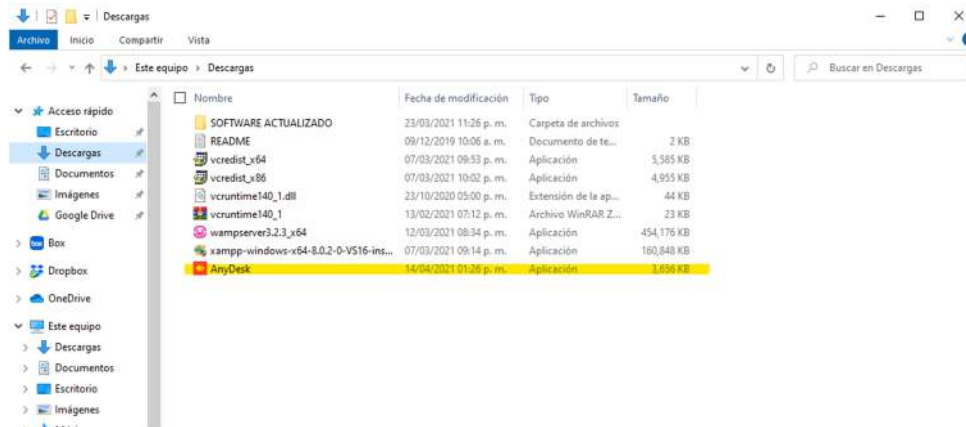 Descargas
Archivo Inicio Compartir Vista
Este equipo > Descargas
Buscar en Descargas
Nombre Fecha de modificación Tipo Tamaño
Acceso rápido
Escritorio
Descargas
Documentos
Imágenes
Google Drive
Box
Dropbox
OneDrive
Este equipo
Descargas
Documentos
Escritorio
Imágenes
SOFTWARE ACTUALIZADO 23/03/2021 11:26 p. m. Carpeta de archivos
README 09/12/2019 10:06 a. m. Documento de te... 2 KB
vcredist_x64 07/03/2021 09:53 p. m. Aplicación 5,585 KB
vcredist_x86 07/03/2021 10:02 p. m. Aplicación 4,955 KB
vcruntime140_1.dll 23/10/2020 05:00 p. m. Extensión de la ap... 44 KB
vcruntime140_1 13/02/2021 07:12 p. m. Archivo WinRAR Z... 23 KB
wampserver3.2.3_x64 12/03/2021 08:34 p. m. Aplicación 454,176 KB
xampp-windows-x64-8.0.2-0-VS16-ins... 07/03/2021 09:14 p. m. Aplicación 160,848 KB
AnyDesk 14/04/2021 01:26 p. m. Aplicación 3,656 KB